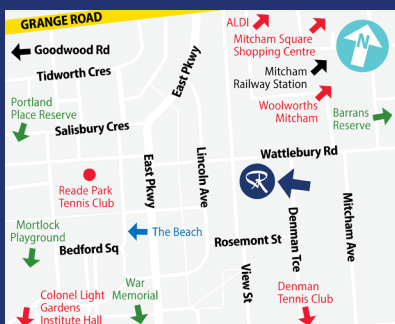 GRANGE ROAD
ALDI
Mitcham Square
Shopping Centre
N
Goodwood Rd
East Pkwy
Mitcham
Railway Station
Tidworth Cres
Woolworths
Mitcham
Portland
Place Reserve
Barrans
Reserve
Salisbury Cres
Wattlebury Rd
East Pkwy
Lincoln Ave
Reade Park
Tennis Club
R
Denman Tce
Mitcham Ave
Mortlock
Playground
The Beach
Rosemont St
Bedford Sq
View St
War
Memorial
Denman
Tennis Club
Colonel Light
Gardens
Institute Hall